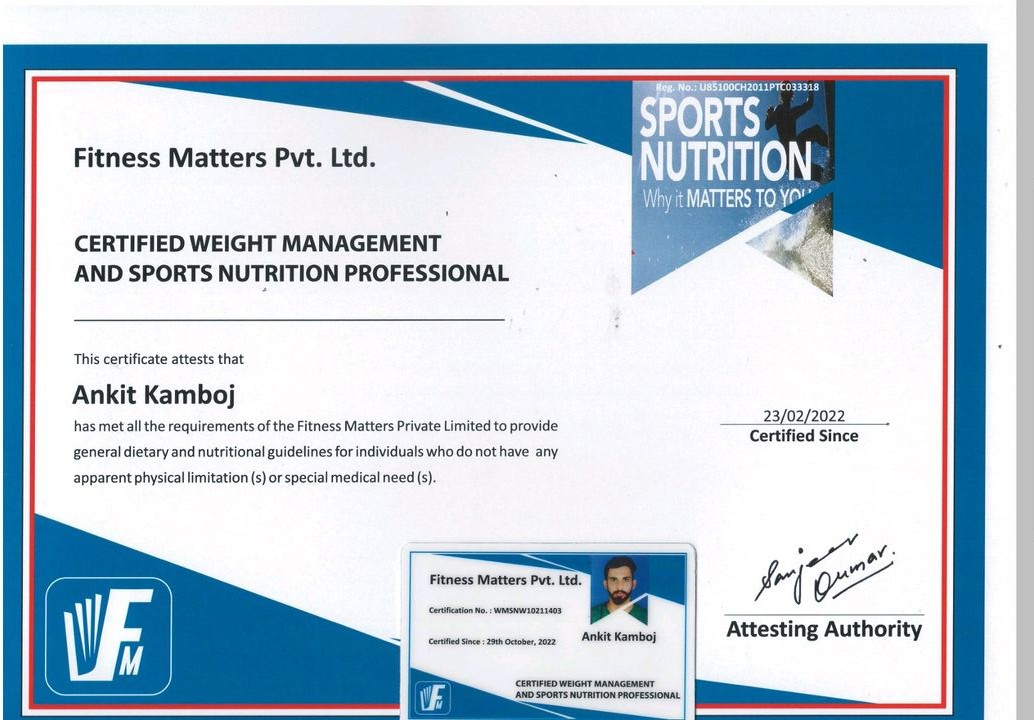 Reg. No.: U85100CH2011PTC033318
SPORTS
NUTRITION
Why it MATTERS TO YOU
Fitness Matters Pvt. Ltd.
CERTIFIED WEIGHT MANAGEMENT
AND SPORTS NUTRITION PROFESSIONAL
This certificate attests that
Ankit Kamboj
has met all the requirements of the Fitness Matters Private Limited to provide
general dietary and nutritional guidelines for individuals who do not have any
apparent physical limitation (s) or special medical need (s).
23/02/2022
Certified Since
Attesting Authority
FM
Fitness Matters Pvt. Ltd.
Certification No. : WMSNW10211403
Certified Since : 29th October, 2022
Ankit Kamboj
CERTIFIED WEIGHT MANAGEMENT
AND SPORTS NUTRITION PROFESSIONAL
FM